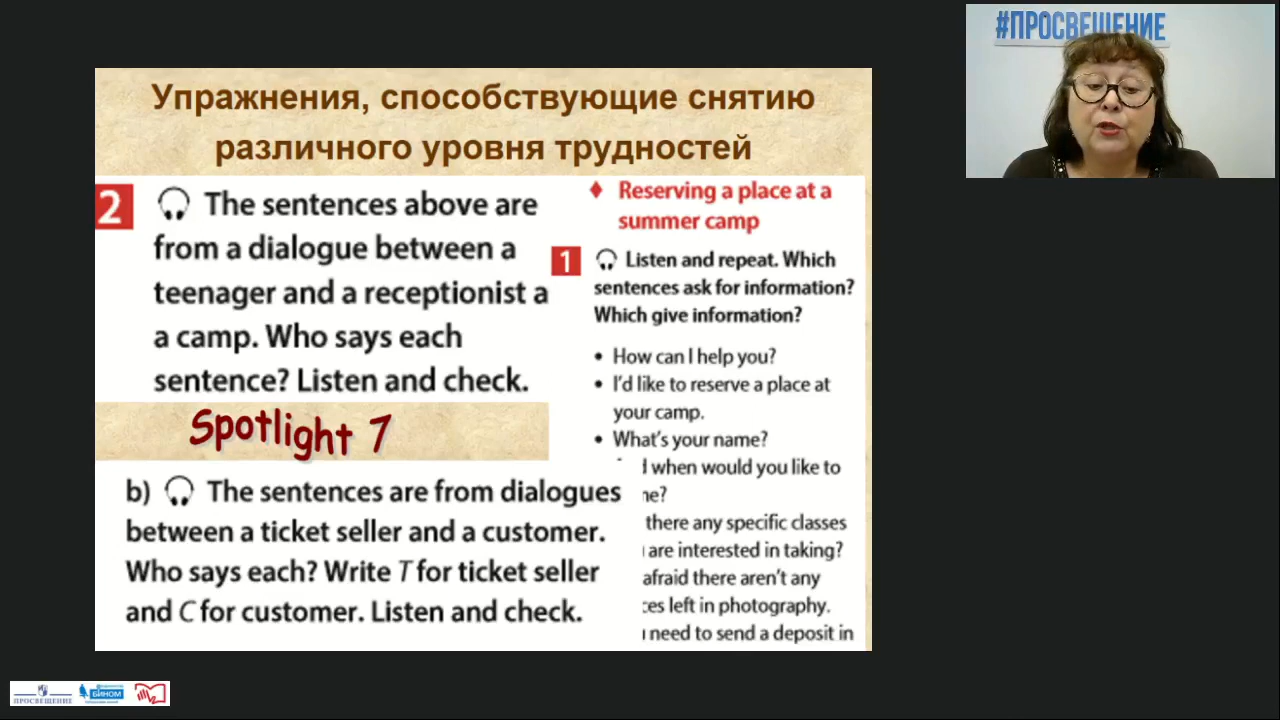 #ПРОСВЕЩЕНИЕ
Упражнения, способствующие снятию
различного уровня трудностей
2 The sentences above are
from a dialogue between a
teenager and a receptionist a
a camp. Who says each
sentence? Listen and check.
Spotlight 7
b) The sentences are from dialogues
between a ticket seller and a customer.
Who says each? Write T for ticket seller
and C for customer. Listen and check.
♦ Reserving a place at a
summer camp
1 Listen and repeat. Which
sentences ask for information?
Which give information?
• How can I help you?
• I'd like to reserve a place at
your camp.
• What's your name?
when would you like to
there any specific classes
are interested in taking?
afraid there aren't any
left in photography.
need to send a deposit in
ПРОСВЕЩЕНИЕ
БИНОМ